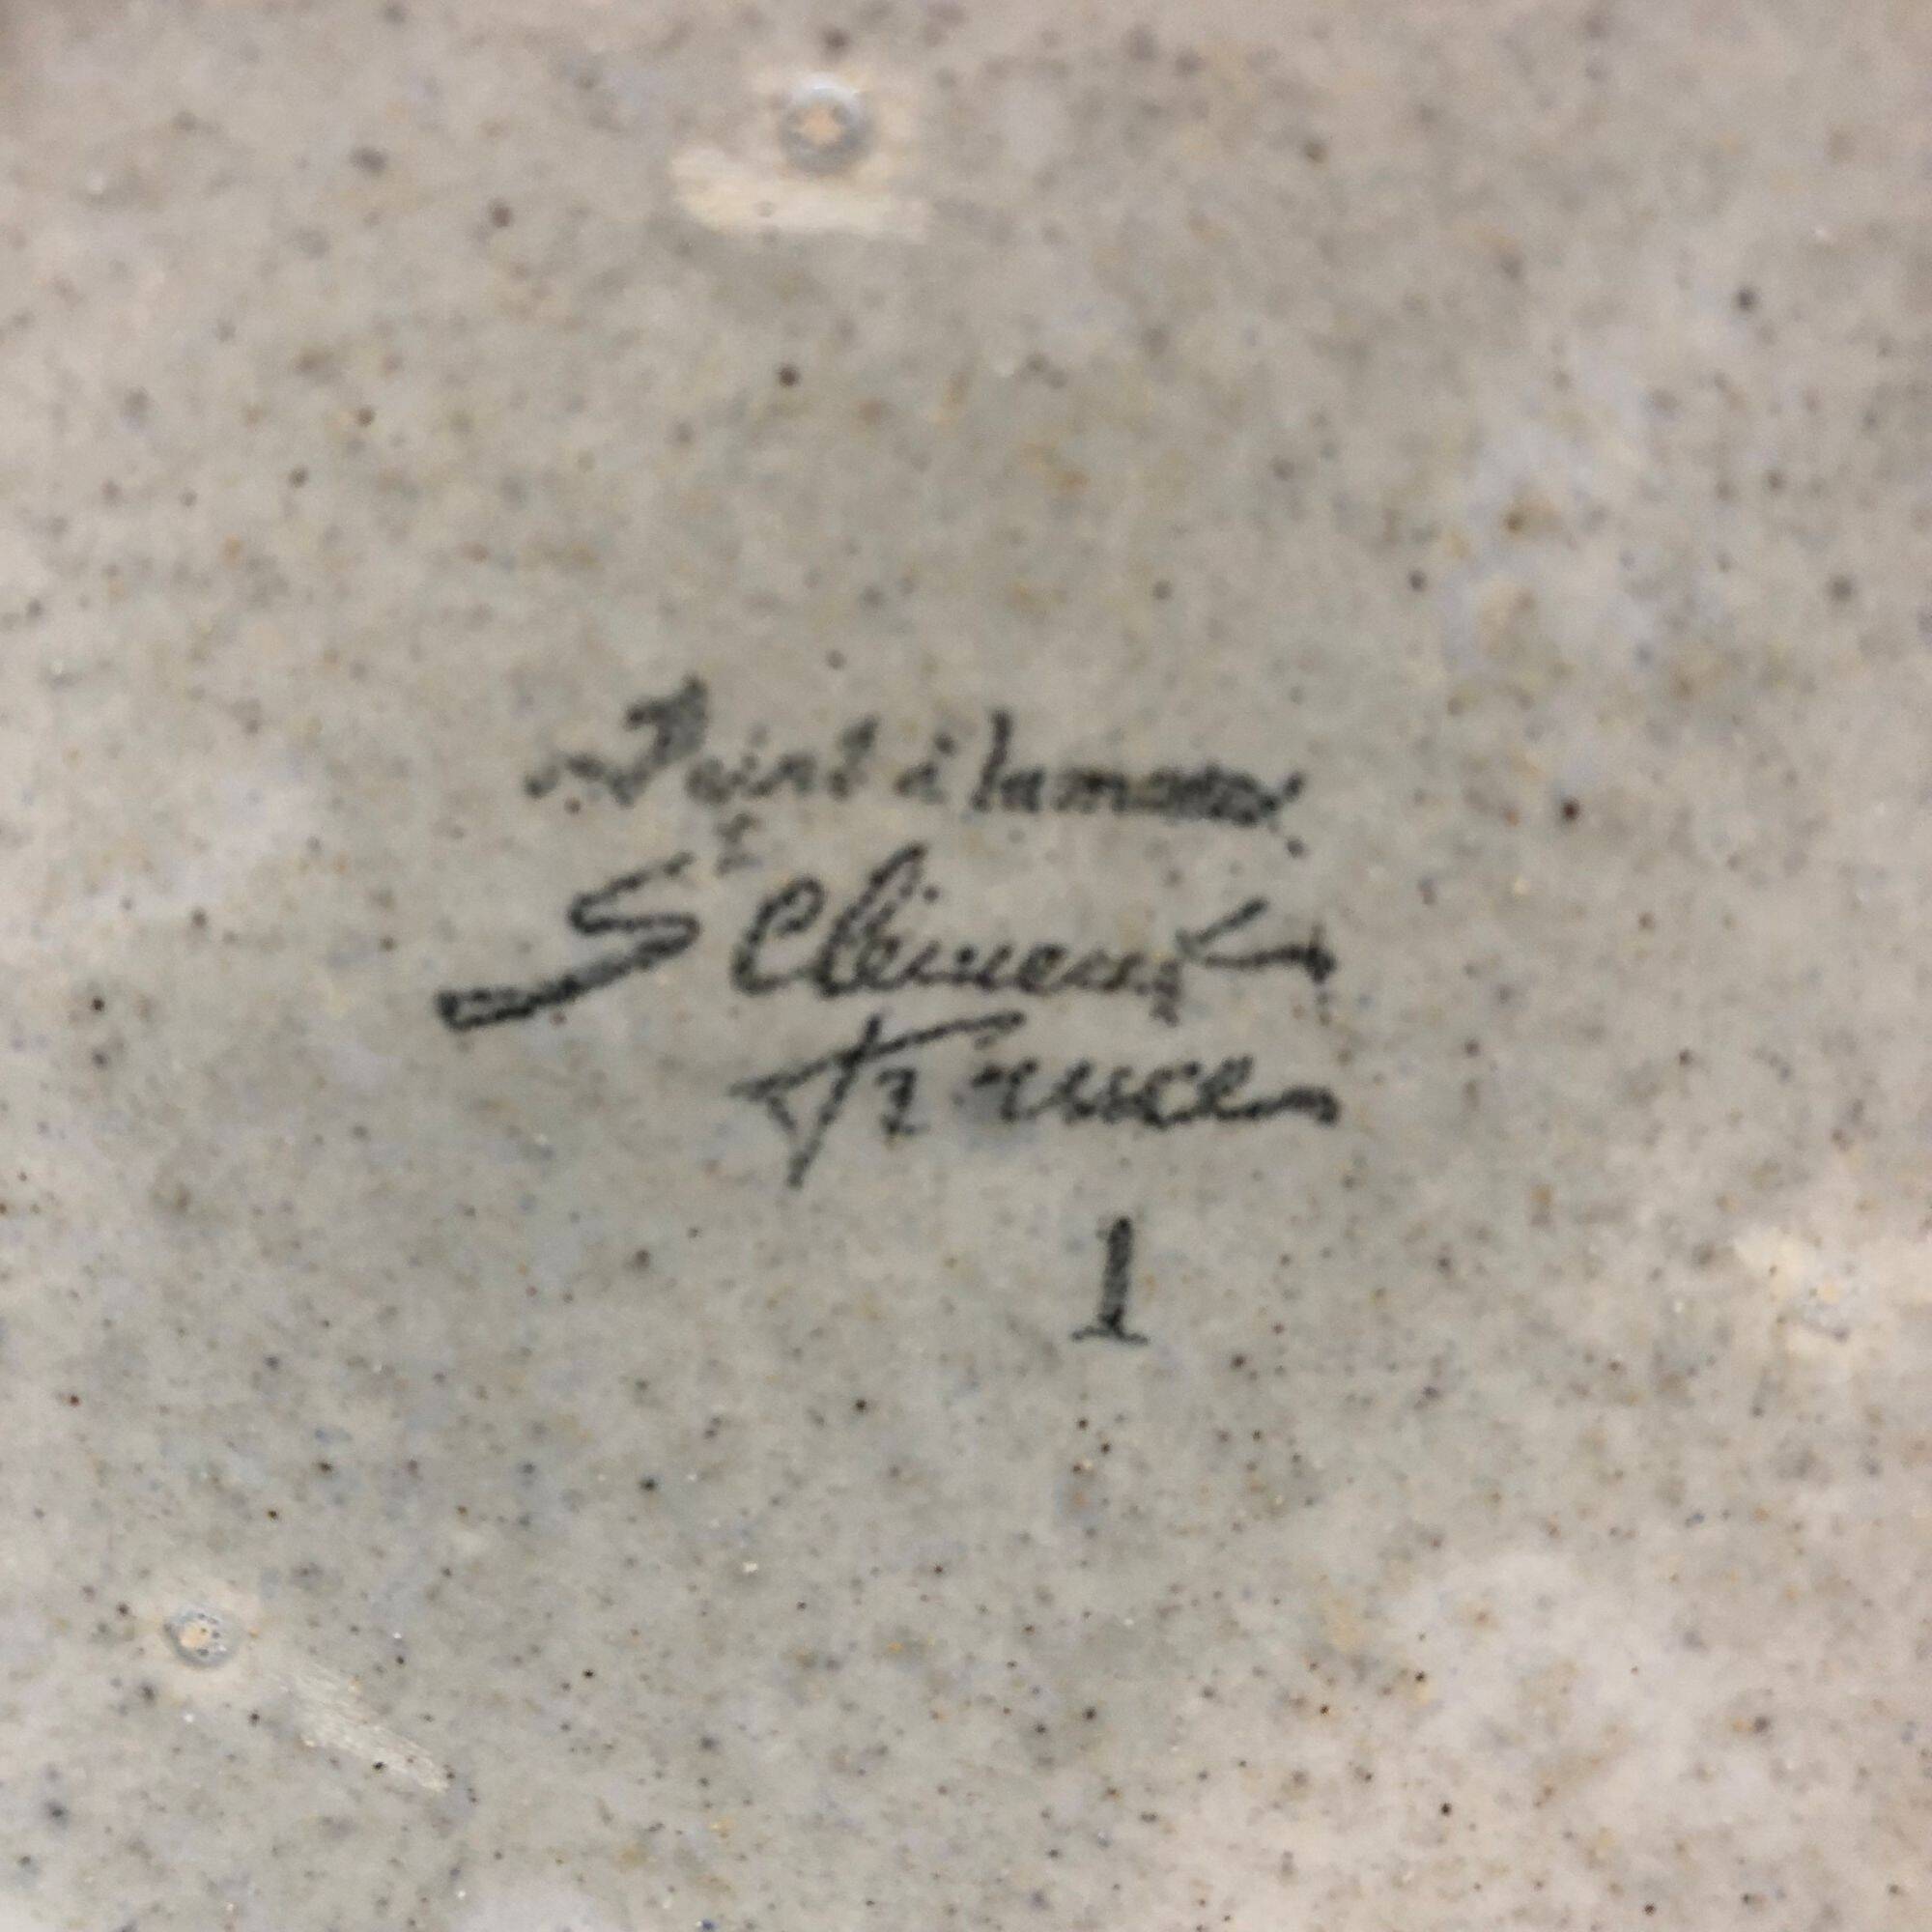 Peint à la main
St Clément
France
1